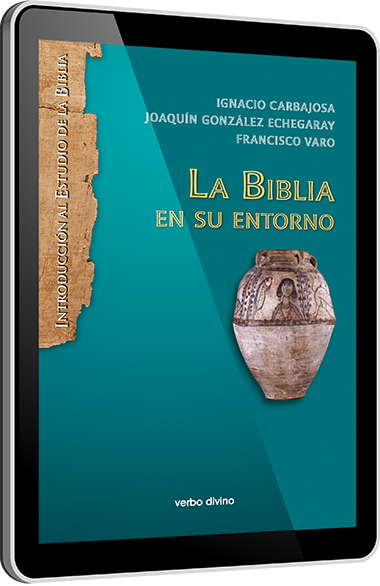 INTRODUCCIÓN AL ESTUDIO DE LA BIBLIA
IGNACIO CARBAJOSA
JOAQUÍN GONZÁLEZ ECHEGARAY
FRANCISCO VARO
LA BIBLIA
EN SU ENTORNO
verbo divino